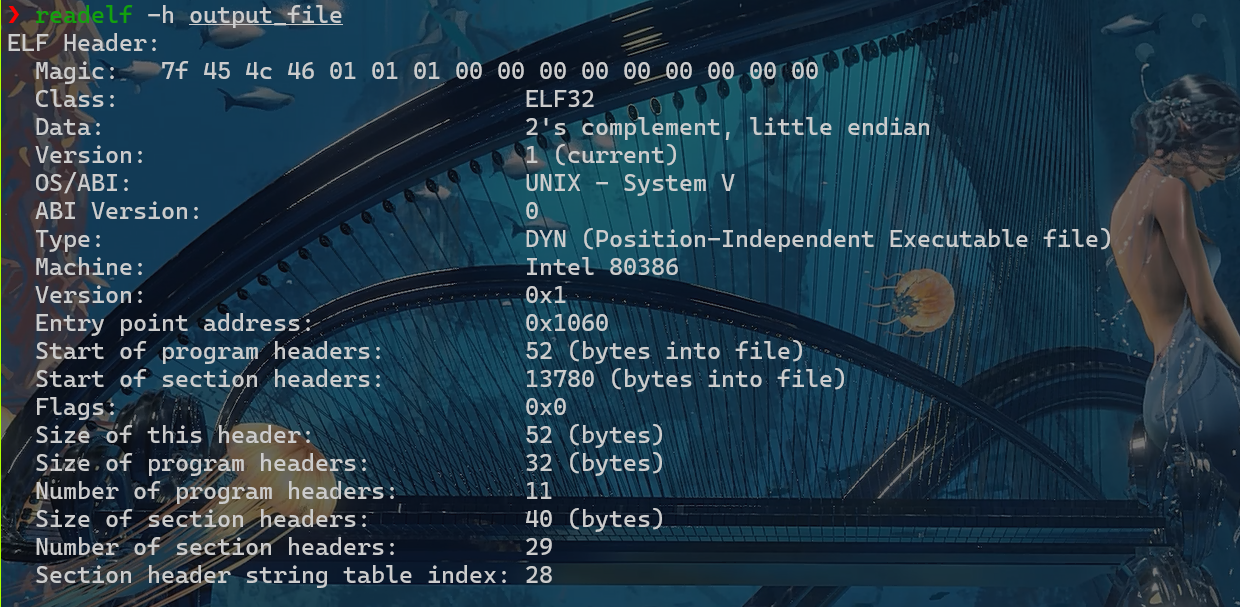 ❯ readelf -h output_file
ELF Header:
  Magic:   7f 45 4c 46 01 01 01 00 00 00 00 00 00 00 00 00
  Class:                             ELF32
  Data:                              2's complement, little endian
  Version:                           1 (current)
  OS/ABI:                            UNIX - System V
  ABI Version:                       0
  Type:                              DYN (Position-Independent Executable file)
  Machine:                           Intel 80386
  Version:                           0x1
  Entry point address:               0x1060
  Start of program headers:          52 (bytes into file)
  Start of section headers:          13780 (bytes into file)
  Flags:                             0x0
  Size of this header:               52 (bytes)
  Size of program headers:           32 (bytes)
  Number of program headers:         11
  Size of section headers:           40 (bytes)
  Number of section headers:         29
  Section header string table index: 28